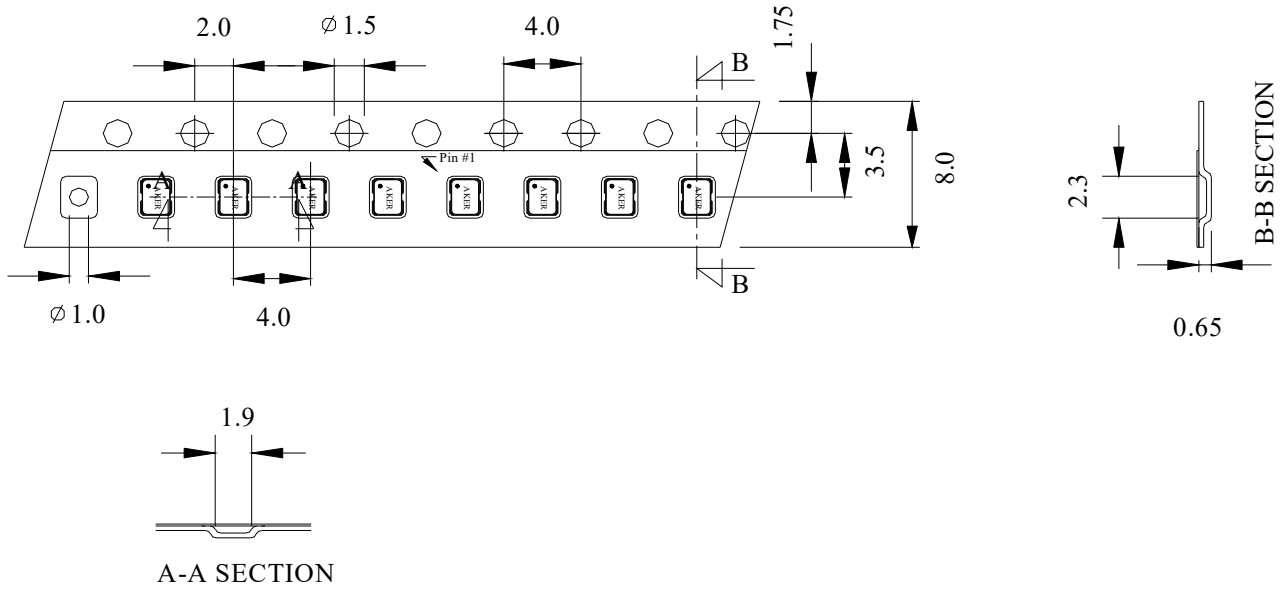 2.0
⌀ 1.5
4.0
1.75
B
Pin #1
A
A
AKER
AKER
AKER
AKER
AKER
AKER
AKER
AKER
3.5
8.0
⌀ 1.0
4.0
B
2.3
B-B SECTION
0.65
1.9
A-A SECTION